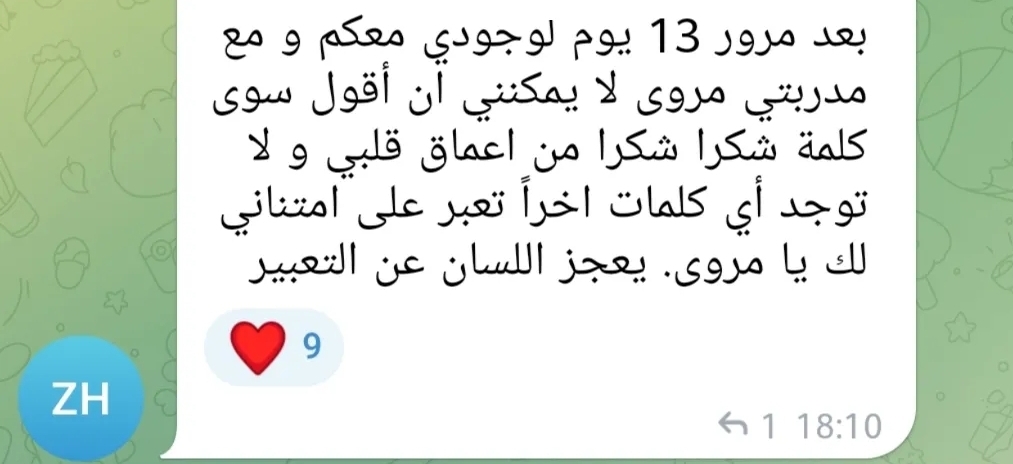 بعد مرور 13 يوم لوجودي معكم و مع
مدربتي مروى لا يمكنني ان أقول سوى
كلمة شكرا شكرا من اعماق قلبي و لا
توجد أي كلمات اخراً تعبر على امتناني
لك يا مروى. يعجز اللسان عن التعبير
9
ZH
1 18:10